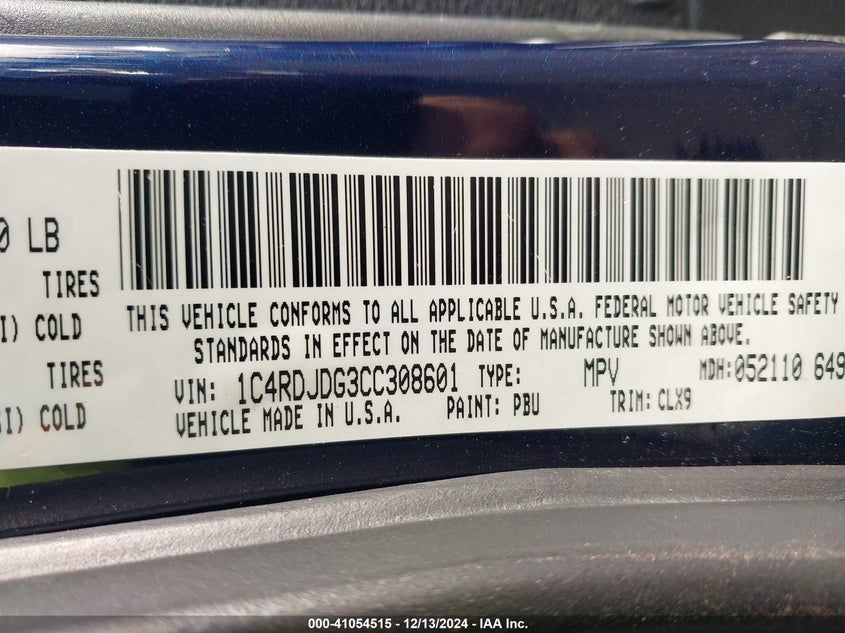 0 LB
TIRES
I) COLD
TIRES
SI) COLD
THIS VEHICLE CONFORMS TO ALL APPLICABLE U.S.A. FEDERAL MOTOR VEHICLE SAFETY
STANDARDS IN EFFECT ON THE DATE OF MANUFACTURE SHOWN ABOVE.
VIN: 1C4RDJDG3CC308601 TYPE: MPV MDH:052110 649
VEHICLE MADE IN U.S.A. PAINT: PBU TRIM: CLX9
000-41054515 - 12/13/2024 - IAA Inc.